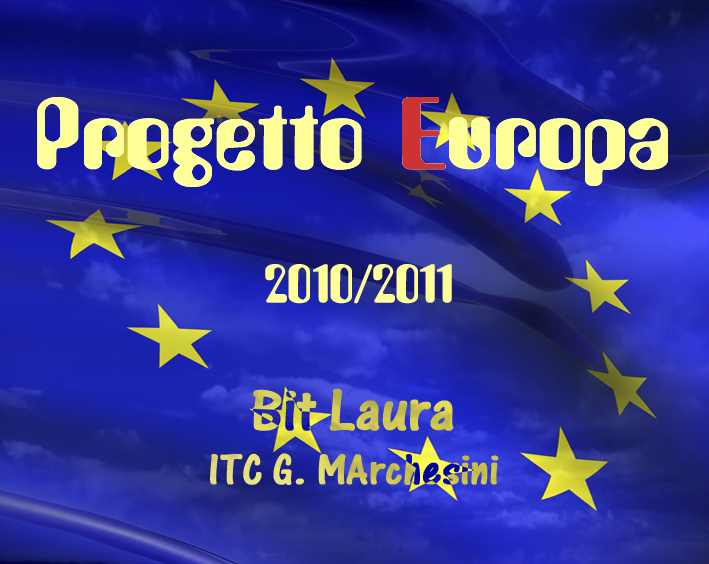 Progetto Europa
2010/2011
Bit Laura
ITC G. MArchesini